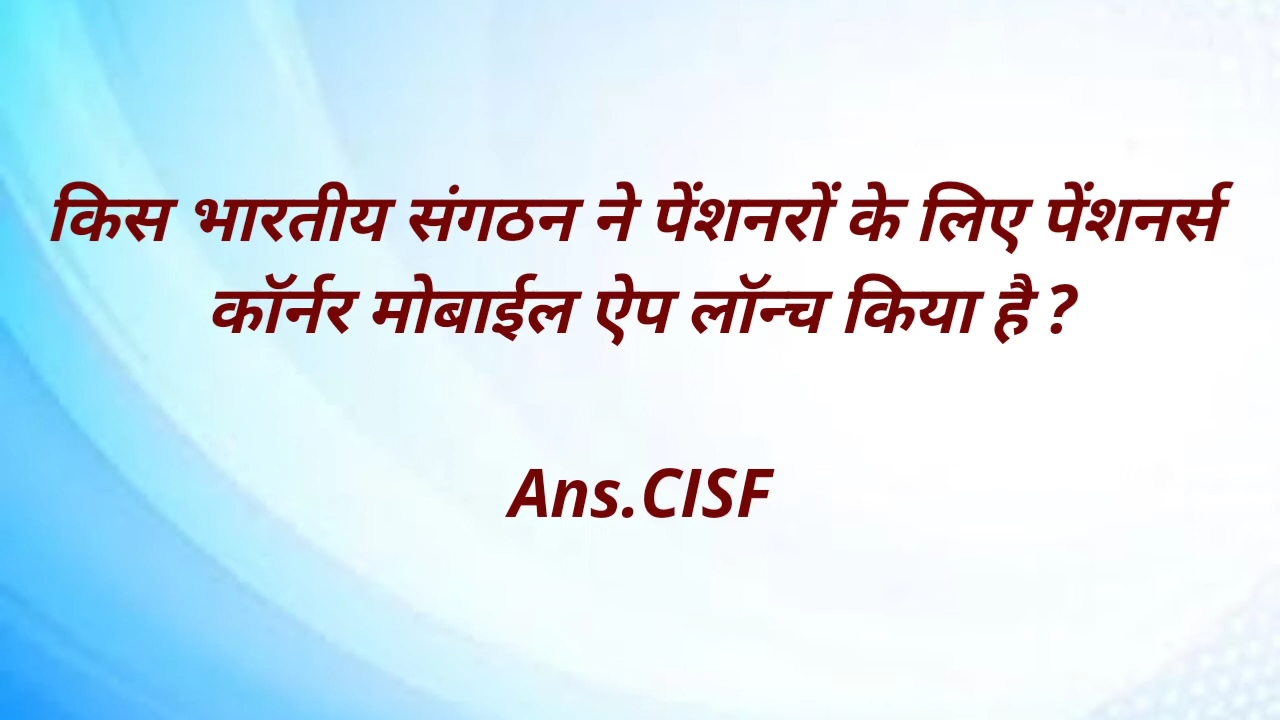 किस भारतीय संगठन ने पेंशनरों के लिए पेंशनर्स
कॉर्नर मोबाईल ऐप लॉन्च किया है ?
Ans.CISF